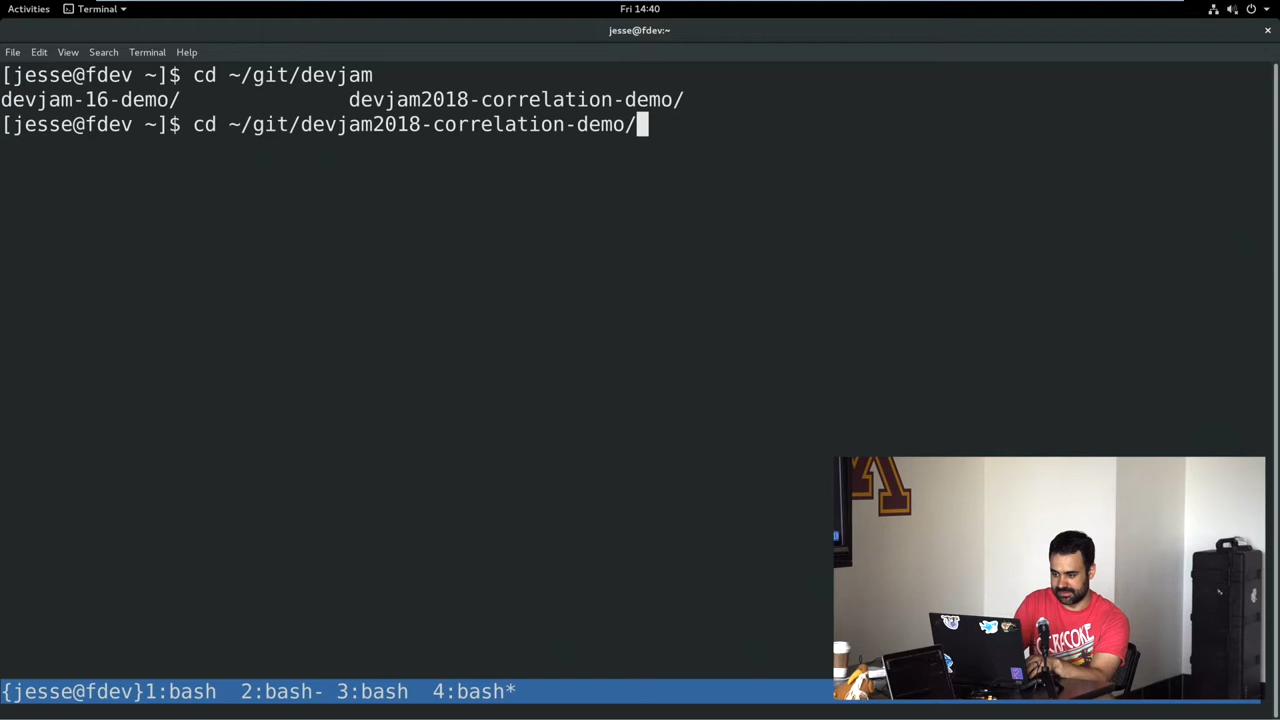 Activities Terminal Fri 14:40
jesse@fdev:~ ×
File Edit View Search Terminal Help
[jesse@fdev ~]$ cd ~/git/devjam
devjam-16-demo/ devjam2018-correlation-demo/
[jesse@fdev ~]$ cd ~/git/devjam2018-correlation-demo/
CRACOKE
{jesse@fdev}1:bash 2:bash- 3:bash 4:bash*